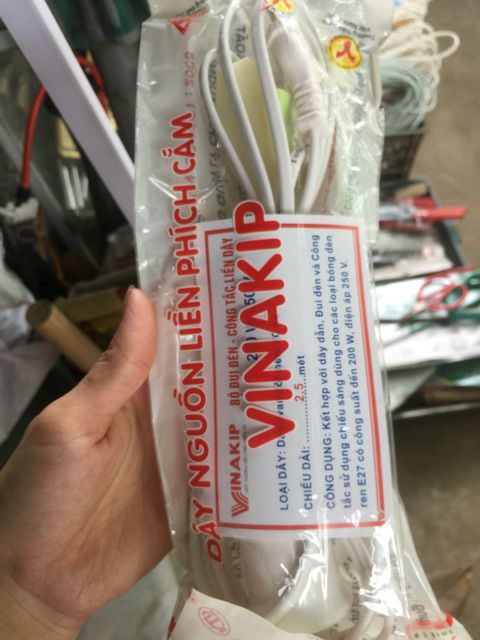 DÂY NGUỒN LIỀN PHÍCH CẮM
VINAKIP
VINAKIP
BỘ ĐUI ĐÈN - CÔNG TẮC LIỀN DÂY
LOẠI DÂY:
CHIỀU DÀI: 2,5 mét
CÔNG DỤNG: Kết hợp với dây dẫn, Đui đèn và Công
tắc sử dụng chiếu sáng dùng cho các loại bóng đèn
ren E27 có công suất đến 200 W, điện áp 250 V.